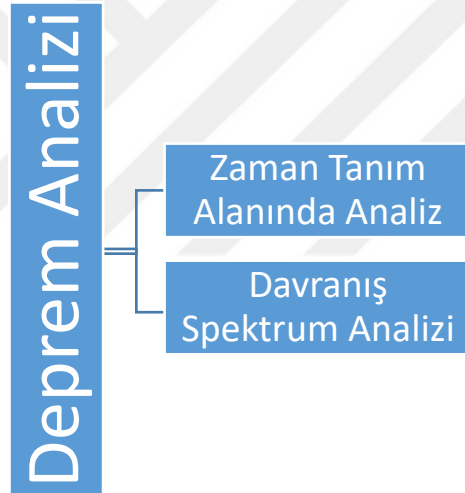 Deprem Analizi
Zaman Tanım
Alanında Analiz
Davranış
Spektrum Analizi